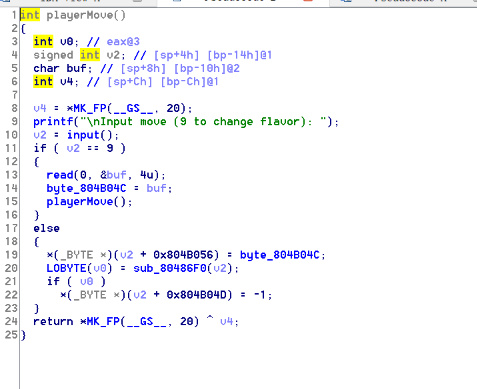 1 int playerMove()
2 {
3 int v0; // eax@3
4 signed int v2; // [sp+4h] [bp-14h]@1
5 char buf; // [sp+8h] [bp-10h]@2
6 int v4; // [sp+Ch] [bp-Ch]@1
7
8 v4 = *MK_FP(__GS__, 20);
9 printf("\nInput move (9 to change flavor): ");
10 v2 = input();
11 if ( v2 == 9 )
12 {
13 read(0, &buf, 4u);
14 byte_804B04C = buf;
15 playerMove();
16 }
17 else
18 {
19 *(_BYTE *)(v2 + 0x804B056) = byte_804B04C;
20 LOBYTE(v0) = sub_80486F0(v2);
21 if ( v0 )
22 *(_BYTE *)(v2 + 0x804B04D) = -1;
23 }
24 return *MK_FP(__GS__, 20) ^ v4;
25 }